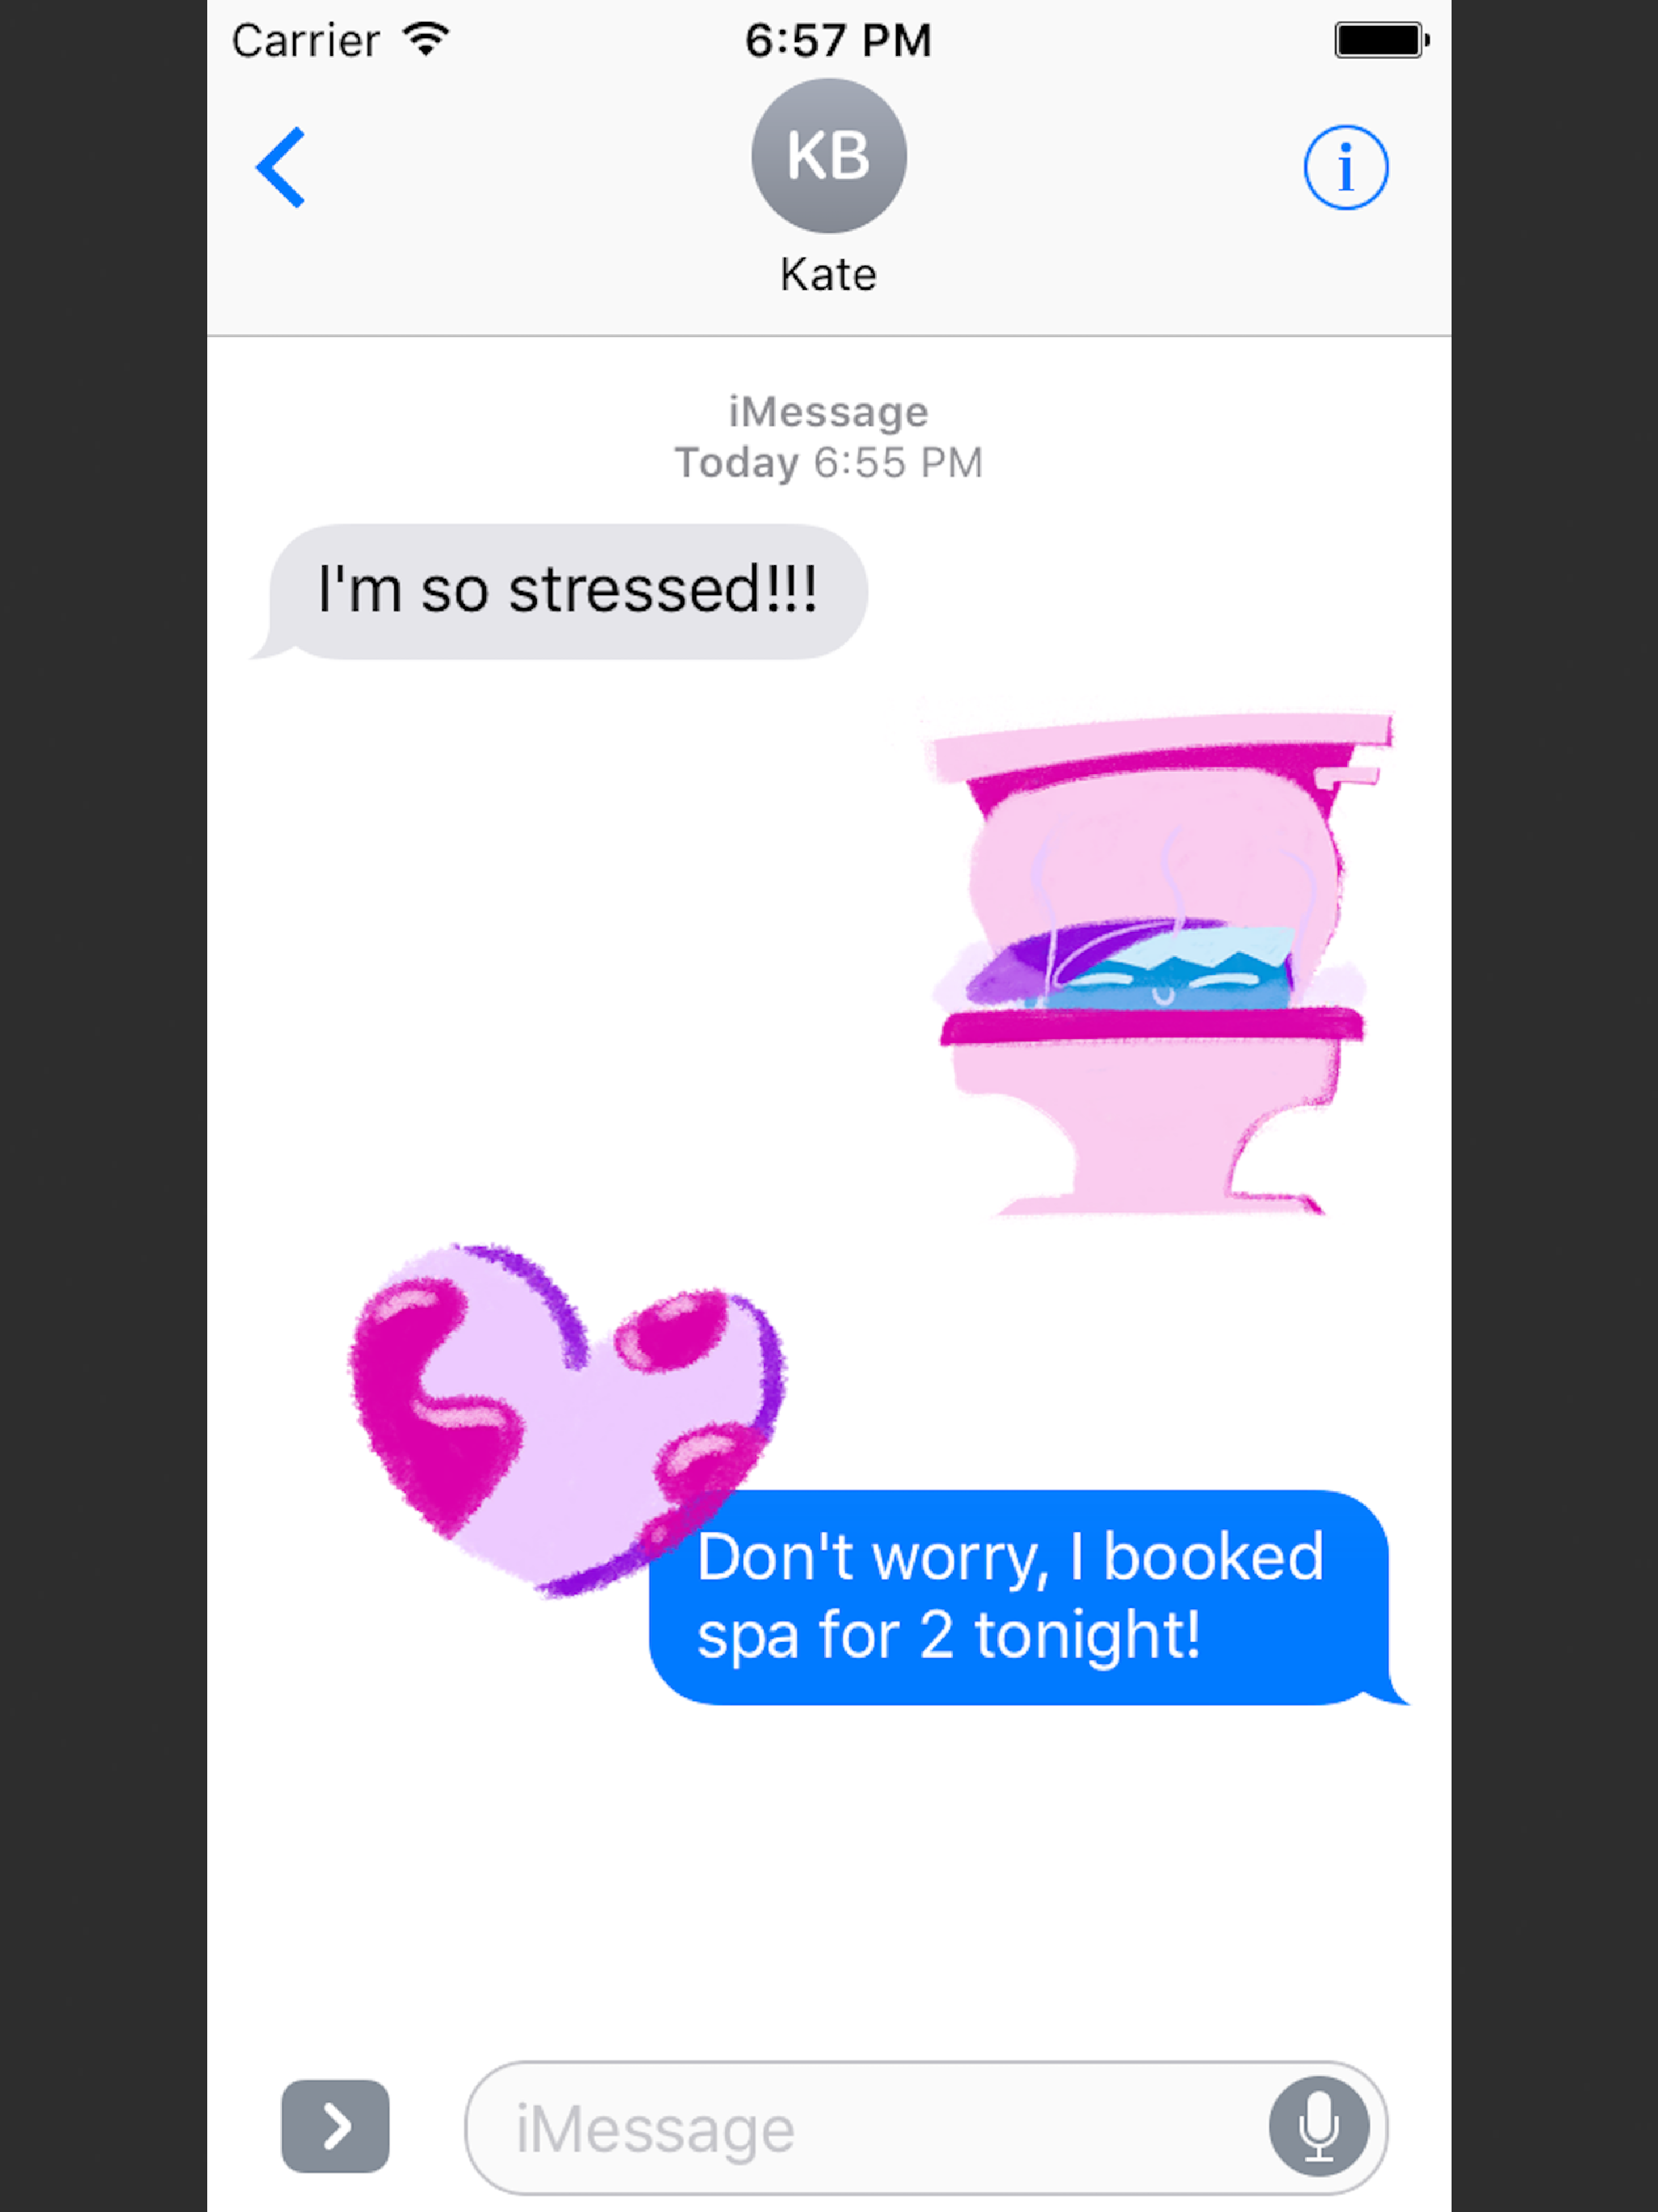 Carrier
6:57 PM
KB
i
Kate
iMessage
Today 6:55 PM
I'm so stressed!!!
Don't worry, I booked
spa for 2 tonight!
iMessage